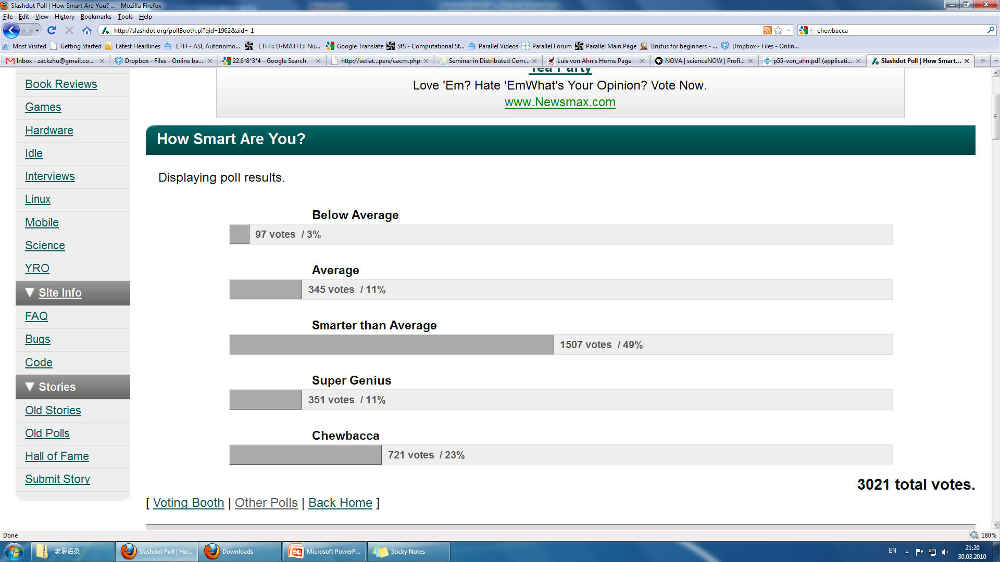 Slashdot Poll | How Smart Are You? ... - Mozilla Firefox
File Edit View History Bookmarks Tools Help
http://slashdot.org/pollBooth.pl?qid=1962&aid=-1
chewbacca
Most Visited Getting Started Latest Headlines ETH - ASL Autonomo... ETH :: D-MATH :: Nu... Google Translate SfS - Computational St... Parallel Videos Parallel Forum Parallel Main Page Brutus for beginners - ... Dropbox - Files - Onlin...
Inbox - zackzhu@gmail.co... Dropbox - Files - Online ba... 22.6*8*3*4 - Google Search http://setiat...pers/cacm.php Seminar in Distributed Com... Luis von Ahn's Home Page NOVA | scienceNOW | Profi... p55-von_ahn.pdf (applicati... Slashdot Poll | How Smart...
Tea Party
Love 'Em? Hate 'EmWhat's Your Opinion? Vote Now.
www.Newsmax.com
Book Reviews
Games
Hardware
Idle
Interviews
Linux
Mobile
Science
YRO
Site Info
FAQ
Bugs
Code
Stories
Old Stories
Old Polls
Hall of Fame
Submit Story
How Smart Are You?
Displaying poll results.
Below Average
97 votes / 3%
Average
345 votes / 11%
Smarter than Average
1507 votes / 49%
Super Genius
351 votes / 11%
Chewbacca
721 votes / 23%
3021 total votes.
[ Voting Booth | Other Polls | Back Home ]
Done
180%
老罗语录
Slashdot Poll | Ho...
Downloads
Microsoft PowerP...
Sticky Notes
EN
21:20
30.03.2010